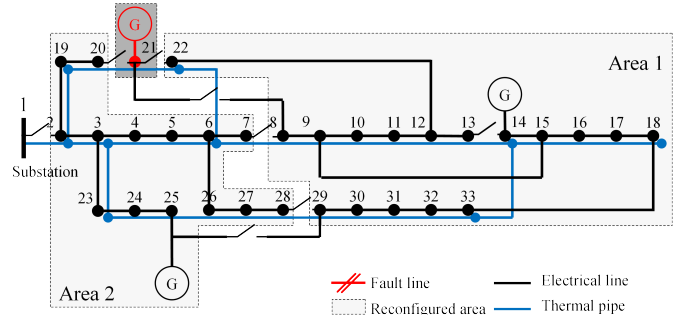 G
19 20 21 22
Area 1
1
G
2 3 4 5 6 7 8 9 10 11 12 13 14 15 16 17 18
Substation
23 24 25 26 27 28 29 30 31 32 33
G
Area 2
Fault line
Electrical line
Reconfigured area
Thermal pipe